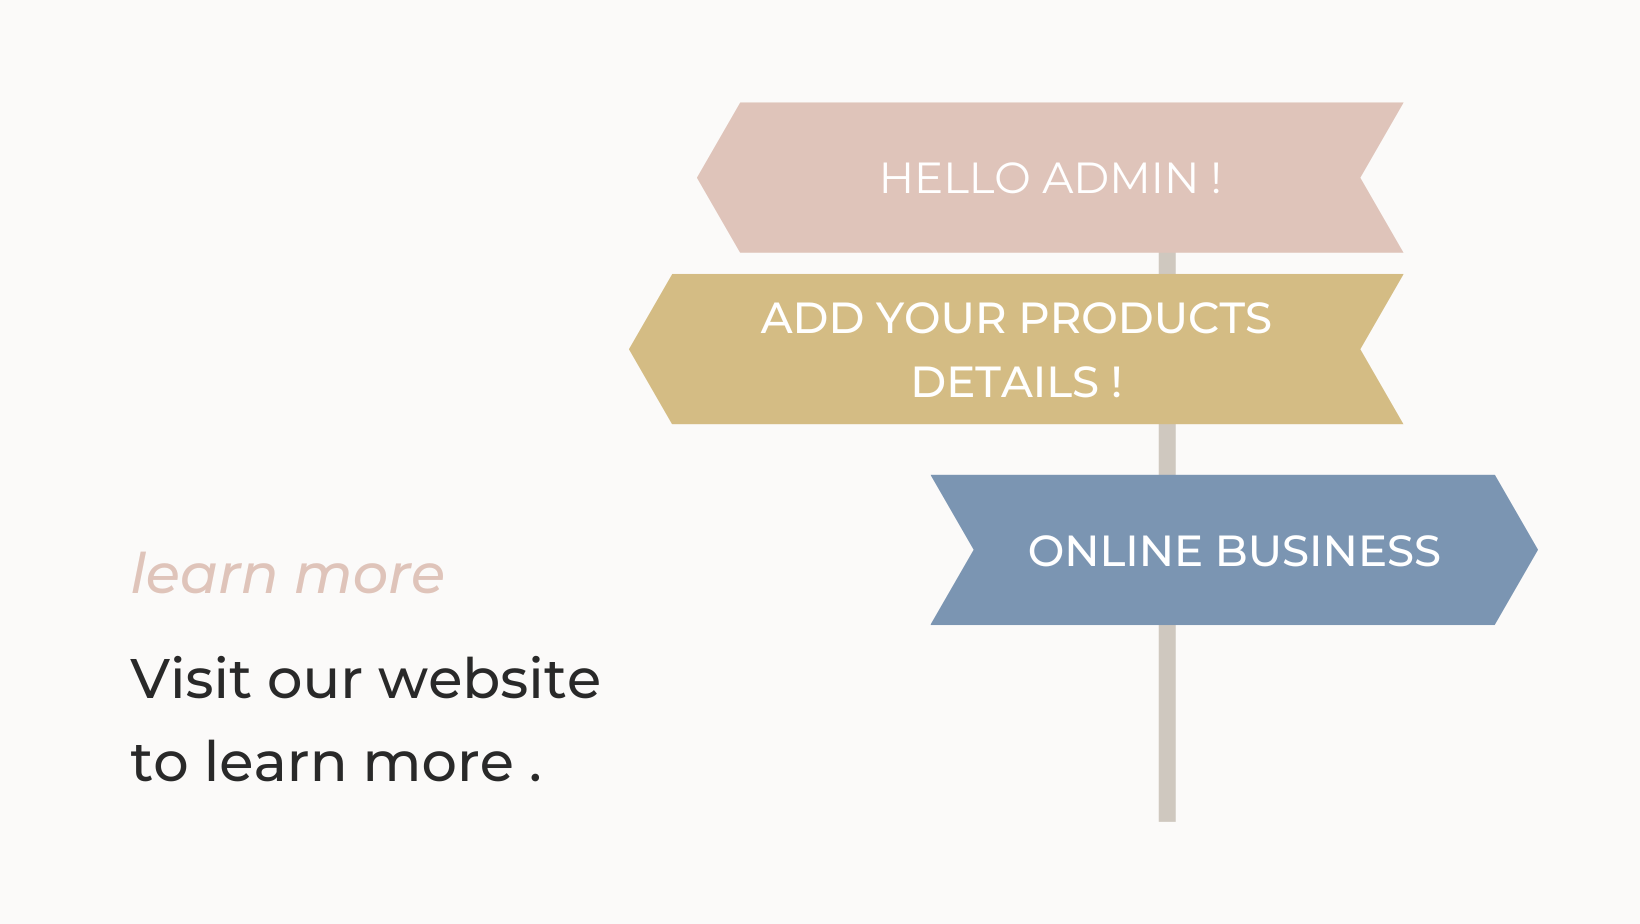 HELLO ADMIN !
ADD YOUR PRODUCTS
DETAILS !
ONLINE BUSINESS
learn more
Visit our website
to learn more .